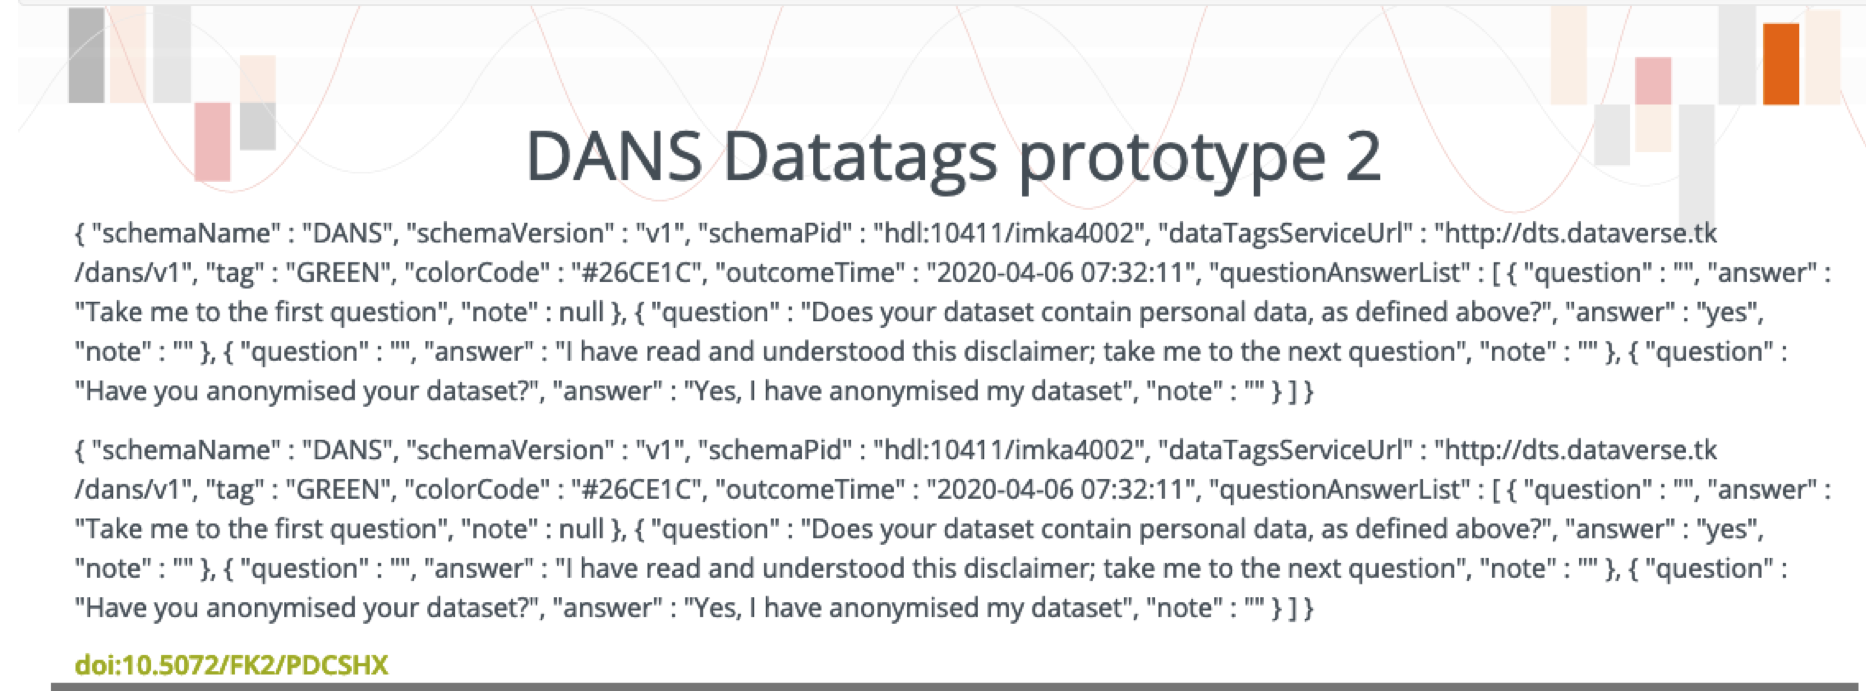 DANS Datatags prototype 2
{ "schemaName" : "DANS", "schemaVersion" : "v1", "schemaPid" : "hdl:10411/imka4002", "dataTagsServiceUrl" : "http://dts.dataverse.tk
/dans/v1", "tag" : "GREEN", "colorCode" : "#26CE1C", "outcomeTime" : "2020-04-06 07:32:11", "questionAnswerList" : [ { "question" : "", "answer" :
"Take me to the first question", "note" : null }, { "question" : "Does your dataset contain personal data, as defined above?", "answer" : "yes",
"note" : "" }, { "question" : "", "answer" : "I have read and understood this disclaimer; take me to the next question", "note" : "" }, { "question" :
"Have you anonymised your dataset?", "answer" : "Yes, I have anonymised my dataset", "note" : "" } ] }
{ "schemaName" : "DANS", "schemaVersion" : "v1", "schemaPid" : "hdl:10411/imka4002", "dataTagsServiceUrl" : "http://dts.dataverse.tk
/dans/v1", "tag" : "GREEN", "colorCode" : "#26CE1C", "outcomeTime" : "2020-04-06 07:32:11", "questionAnswerList" : [ { "question" : "", "answer" :
"Take me to the first question", "note" : null }, { "question" : "Does your dataset contain personal data, as defined above?", "answer" : "yes",
"note" : "" }, { "question" : "", "answer" : "I have read and understood this disclaimer; take me to the next question", "note" : "" }, { "question" :
"Have you anonymised your dataset?", "answer" : "Yes, I have anonymised my dataset", "note" : "" } ] }
doi:10.5072/FK2/PDCSHX